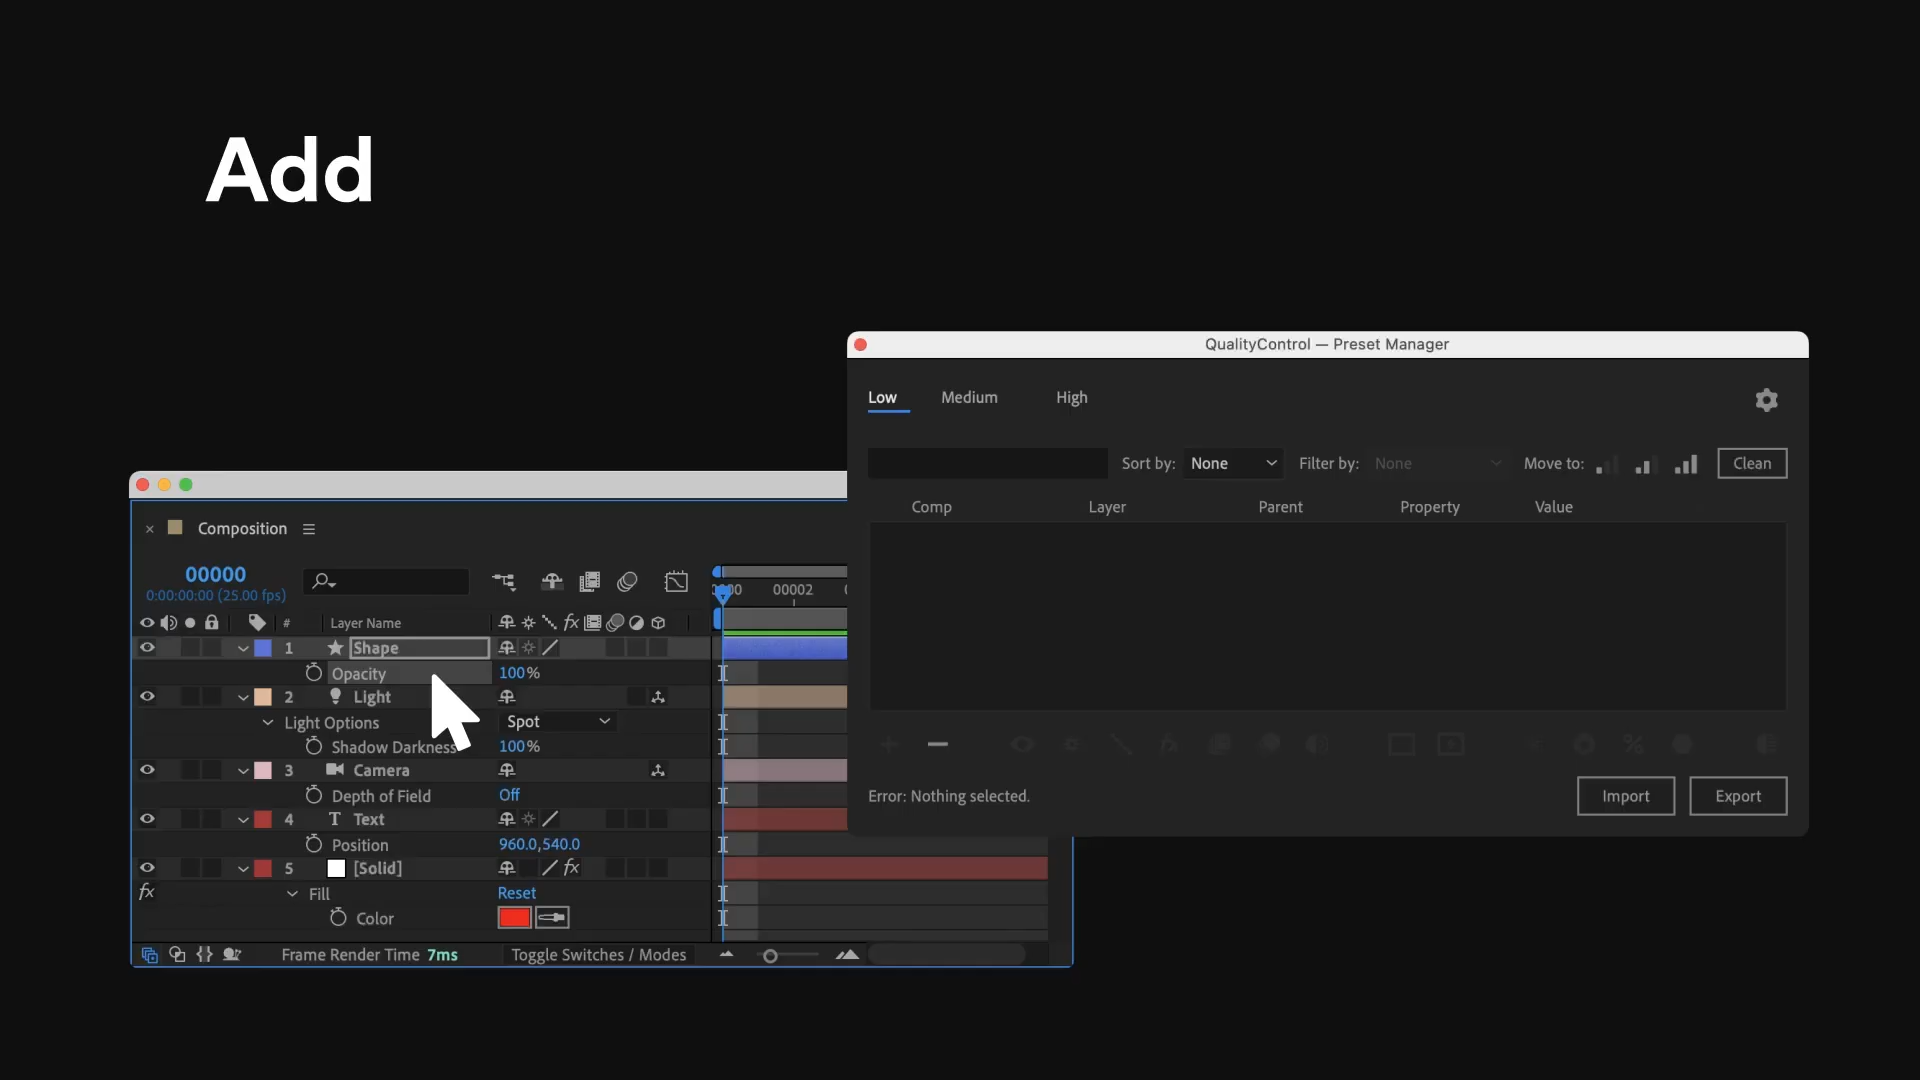 Add
QualityControl — Preset Manager
Low Medium High
Sort by: None Filter by: None Move to: Clean
Comp Layer Parent Property Value
Error: Nothing selected.
Import Export
Composition
00000
0:00:00:00 (25.00 fps)
00002
# Layer Name fx
1 Shape
Opacity 100%
2 Light
Light Options Spot
Shadow Darkness 100%
3 Camera
Depth of Field Off
4 T Text
Position 960.0,540.0
5 [Solid] fx
fx Fill Reset
Color
Frame Render Time 7ms Toggle Switches / Modes